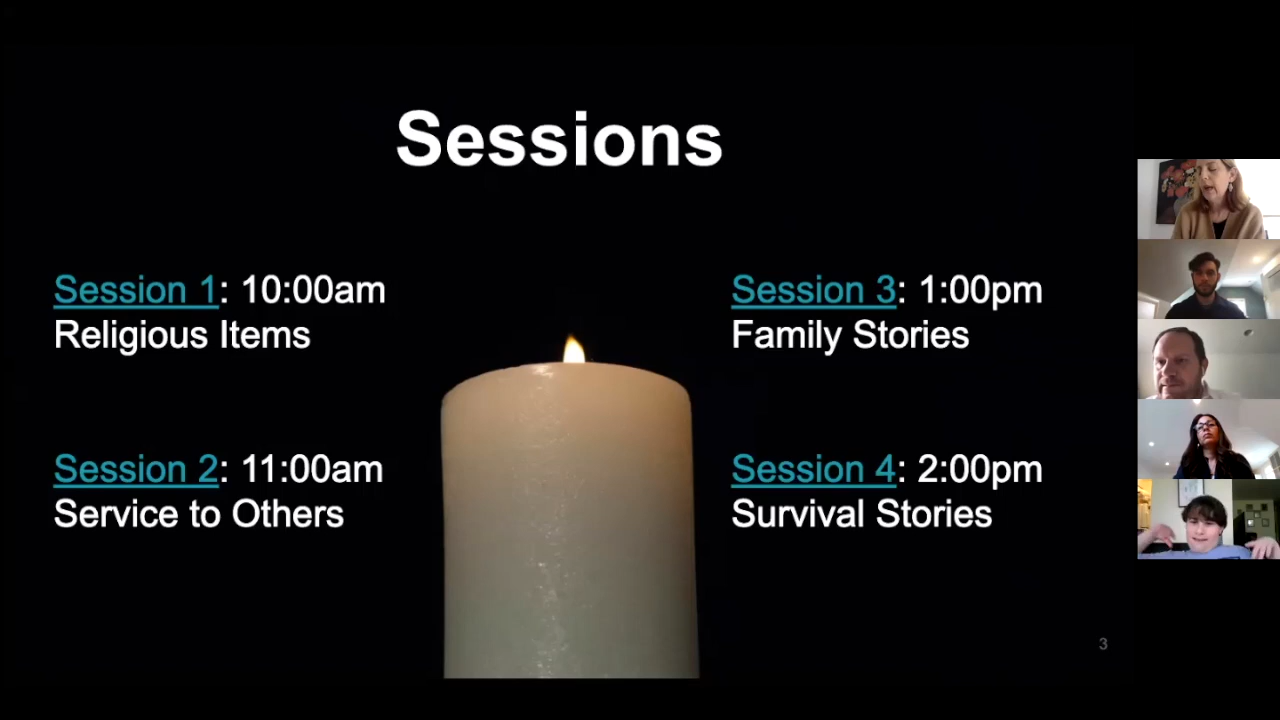 Sessions
Session 1: 10:00am
Religious Items
Session 2: 11:00am
Service to Others
Session 3: 1:00pm
Family Stories
Session 4: 2:00pm
Survival Stories
3